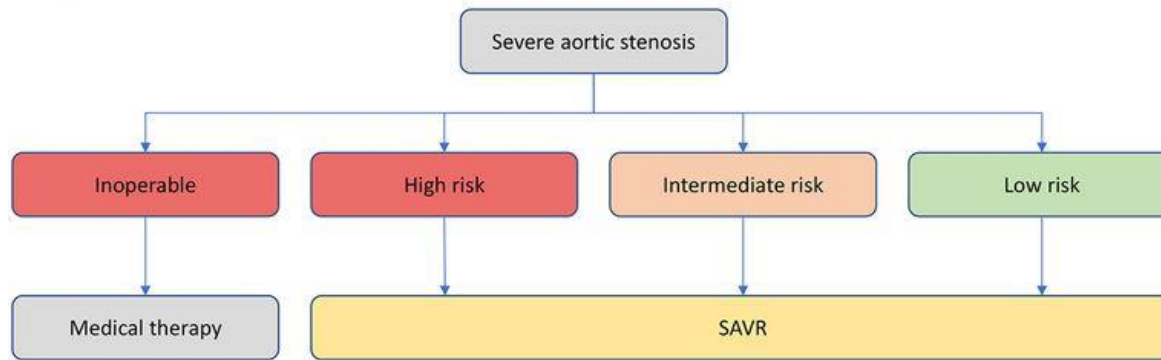 Severe aortic stenosis
Inoperable
High risk
Intermediate risk
Low risk
Medical therapy
SAVR